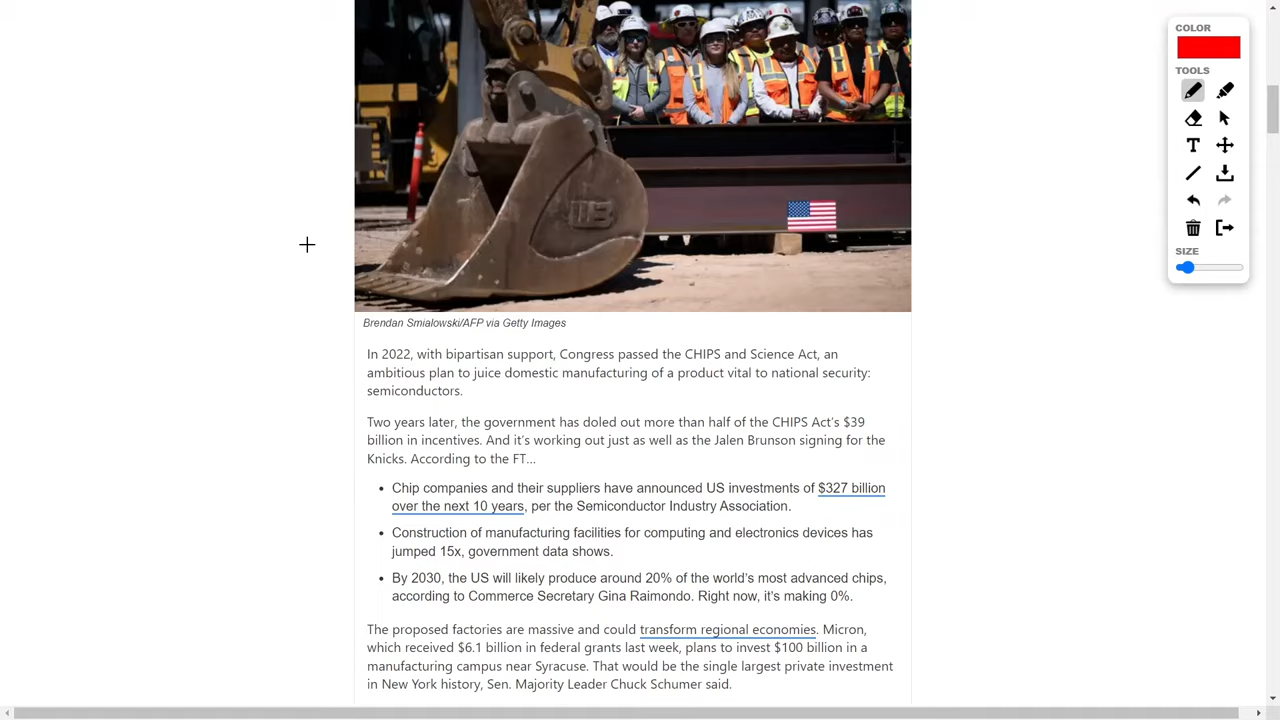 COLOR
TOOLS
T
SIZE
Brendan Smialowski/AFP via Getty Images
In 2022, with bipartisan support, Congress passed the CHIPS and Science Act, an
ambitious plan to juice domestic manufacturing of a product vital to national security:
semiconductors.
Two years later, the government has doled out more than half of the CHIPS Act's $39
billion in incentives. And it's working out just as well as the Jalen Brunson signing for the
Knicks. According to the FT…
• Chip companies and their suppliers have announced US investments of $327 billion
over the next 10 years, per the Semiconductor Industry Association.
• Construction of manufacturing facilities for computing and electronics devices has
jumped 15x, government data shows.
• By 2030, the US will likely produce around 20% of the world's most advanced chips,
according to Commerce Secretary Gina Raimondo. Right now, it's making 0%.
The proposed factories are massive and could transform regional economies. Micron,
which received $6.1 billion in federal grants last week, plans to invest $100 billion in a
manufacturing campus near Syracuse. That would be the single largest private investment
in New York history, Sen. Majority Leader Chuck Schumer said.